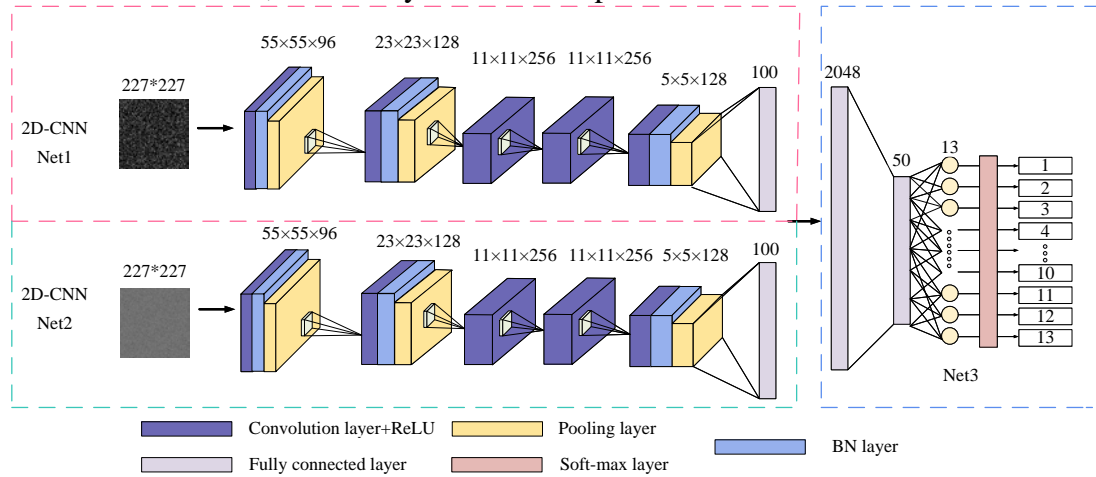 55×55×96
23×23×128
11×11×256
11×11×256
5×5×128
100
227*227
2D-CNN
Net1
2048
50
13
1
2
3
4
10
11
12
13
Net3
55×55×96
23×23×128
11×11×256
11×11×256
5×5×128
100
227*227
2D-CNN
Net2
Convolution layer+ReLU
Pooling layer
BN layer
Fully connected layer
Soft-max layer